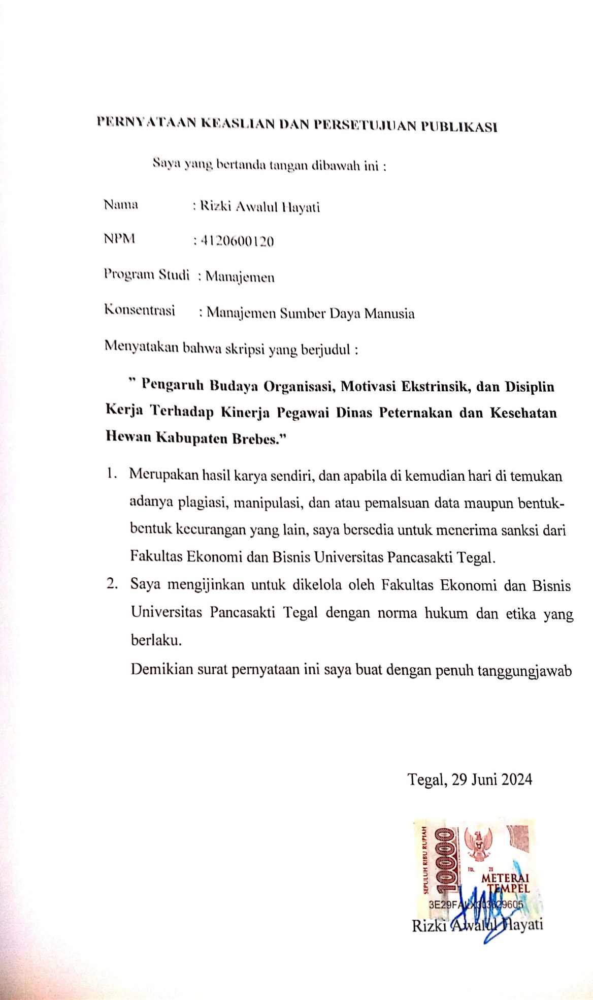 PERNYATAAN KEASLIAN DAN PERSETUJUAN PUBLIKASI
Saya yang bertanda tangan dibawah ini :
Nama : Rizki Awalul Hayati
NPM : 4120600120
Program Studi : Manajemen
Konsentrasi : Manajemen Sumber Daya Manusia
Menyatakan bahwa skripsi yang berjudul :
” Pengaruh Budaya Organisasi, Motivasi Ekstrinsik, dan Disiplin
Kerja Terhadap Kinerja Pegawai Dinas Peternakan dan Kesehatan
Hewan Kabupaten Brebes.”
1. Merupakan hasil karya sendiri, dan apabila di kemudian hari di temukan
adanya plagiasi, manipulasi, dan atau pemalsuan data maupun bentuk-
bentuk kecurangan yang lain, saya bersedia untuk menerima sanksi dari
Fakultas Ekonomi dan Bisnis Universitas Pancasakti Tegal.
2. Saya mengijinkan untuk dikelola oleh Fakultas Ekonomi dan Bisnis
Universitas Pancasakti Tegal dengan norma hukum dan etika yang
berlaku.
Demikian surat pernyataan ini saya buat dengan penuh tanggungjawab
Tegal, 29 Juni 2024
SEPULUH RIBU RUPIAH
10000
TGL. 20
METERAI
TEMPEL
Rizki Awalul Hayati